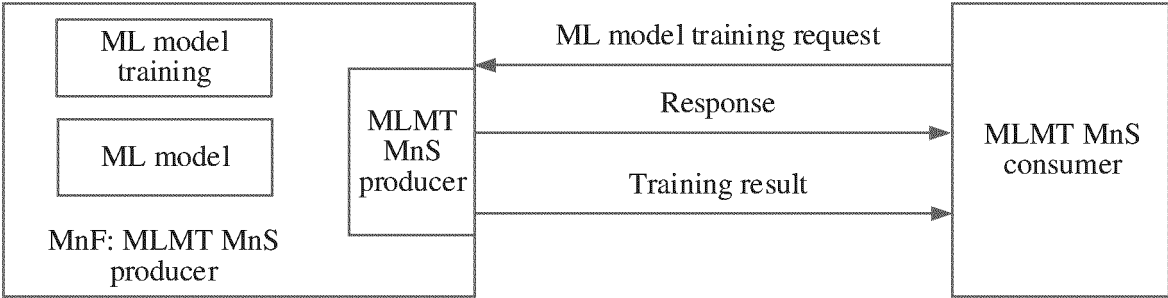 ML model
training
ML model
MnF: MLMT MnS
producer
MLMT
MnS
producer
ML model training request
Response
Training result
MLMT MnS
consumer